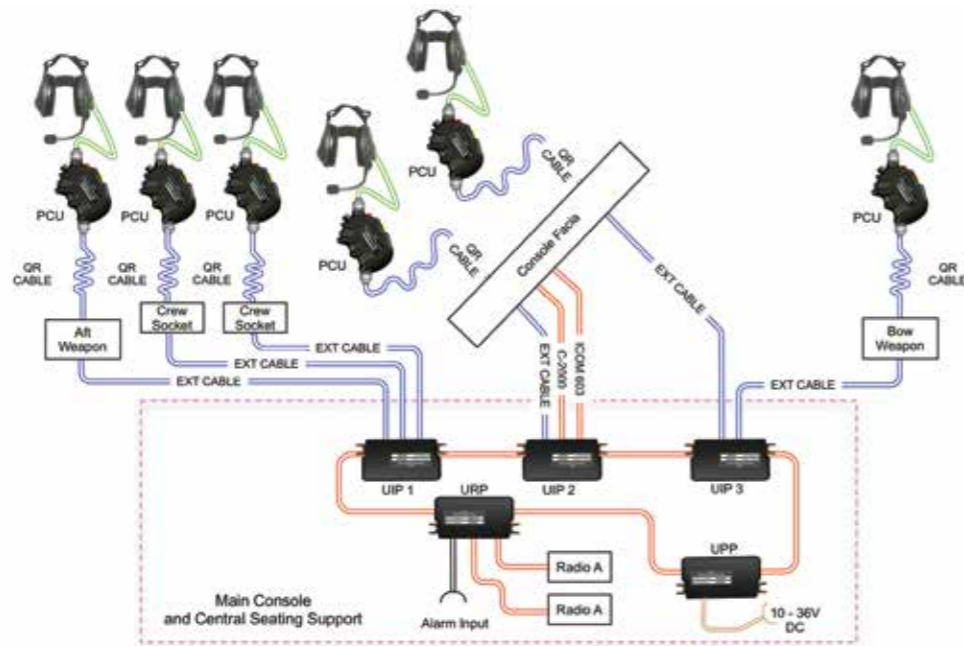 PCU
PCU
PCU
PCU
PCU
PCU
QR
CABLE
QR
CABLE
QR
CABLE
QR
CABLE
QR
CABLE
QR
CABLE
Console Facia
Aft
Weapon
Crew
Socket
Crew
Socket
Bow
Weapon
EXT CABLE
EXT CABLE
EXT CABLE
EXT CABLE
C-2000
ICOM 603
EXT CABLE
EXT CABLE
UIP 1
UIP 2
UIP 3
URP
UPP
Radio A
Radio A
Alarm Input
10 - 36V
DC
Main Console
and Central Seating Support